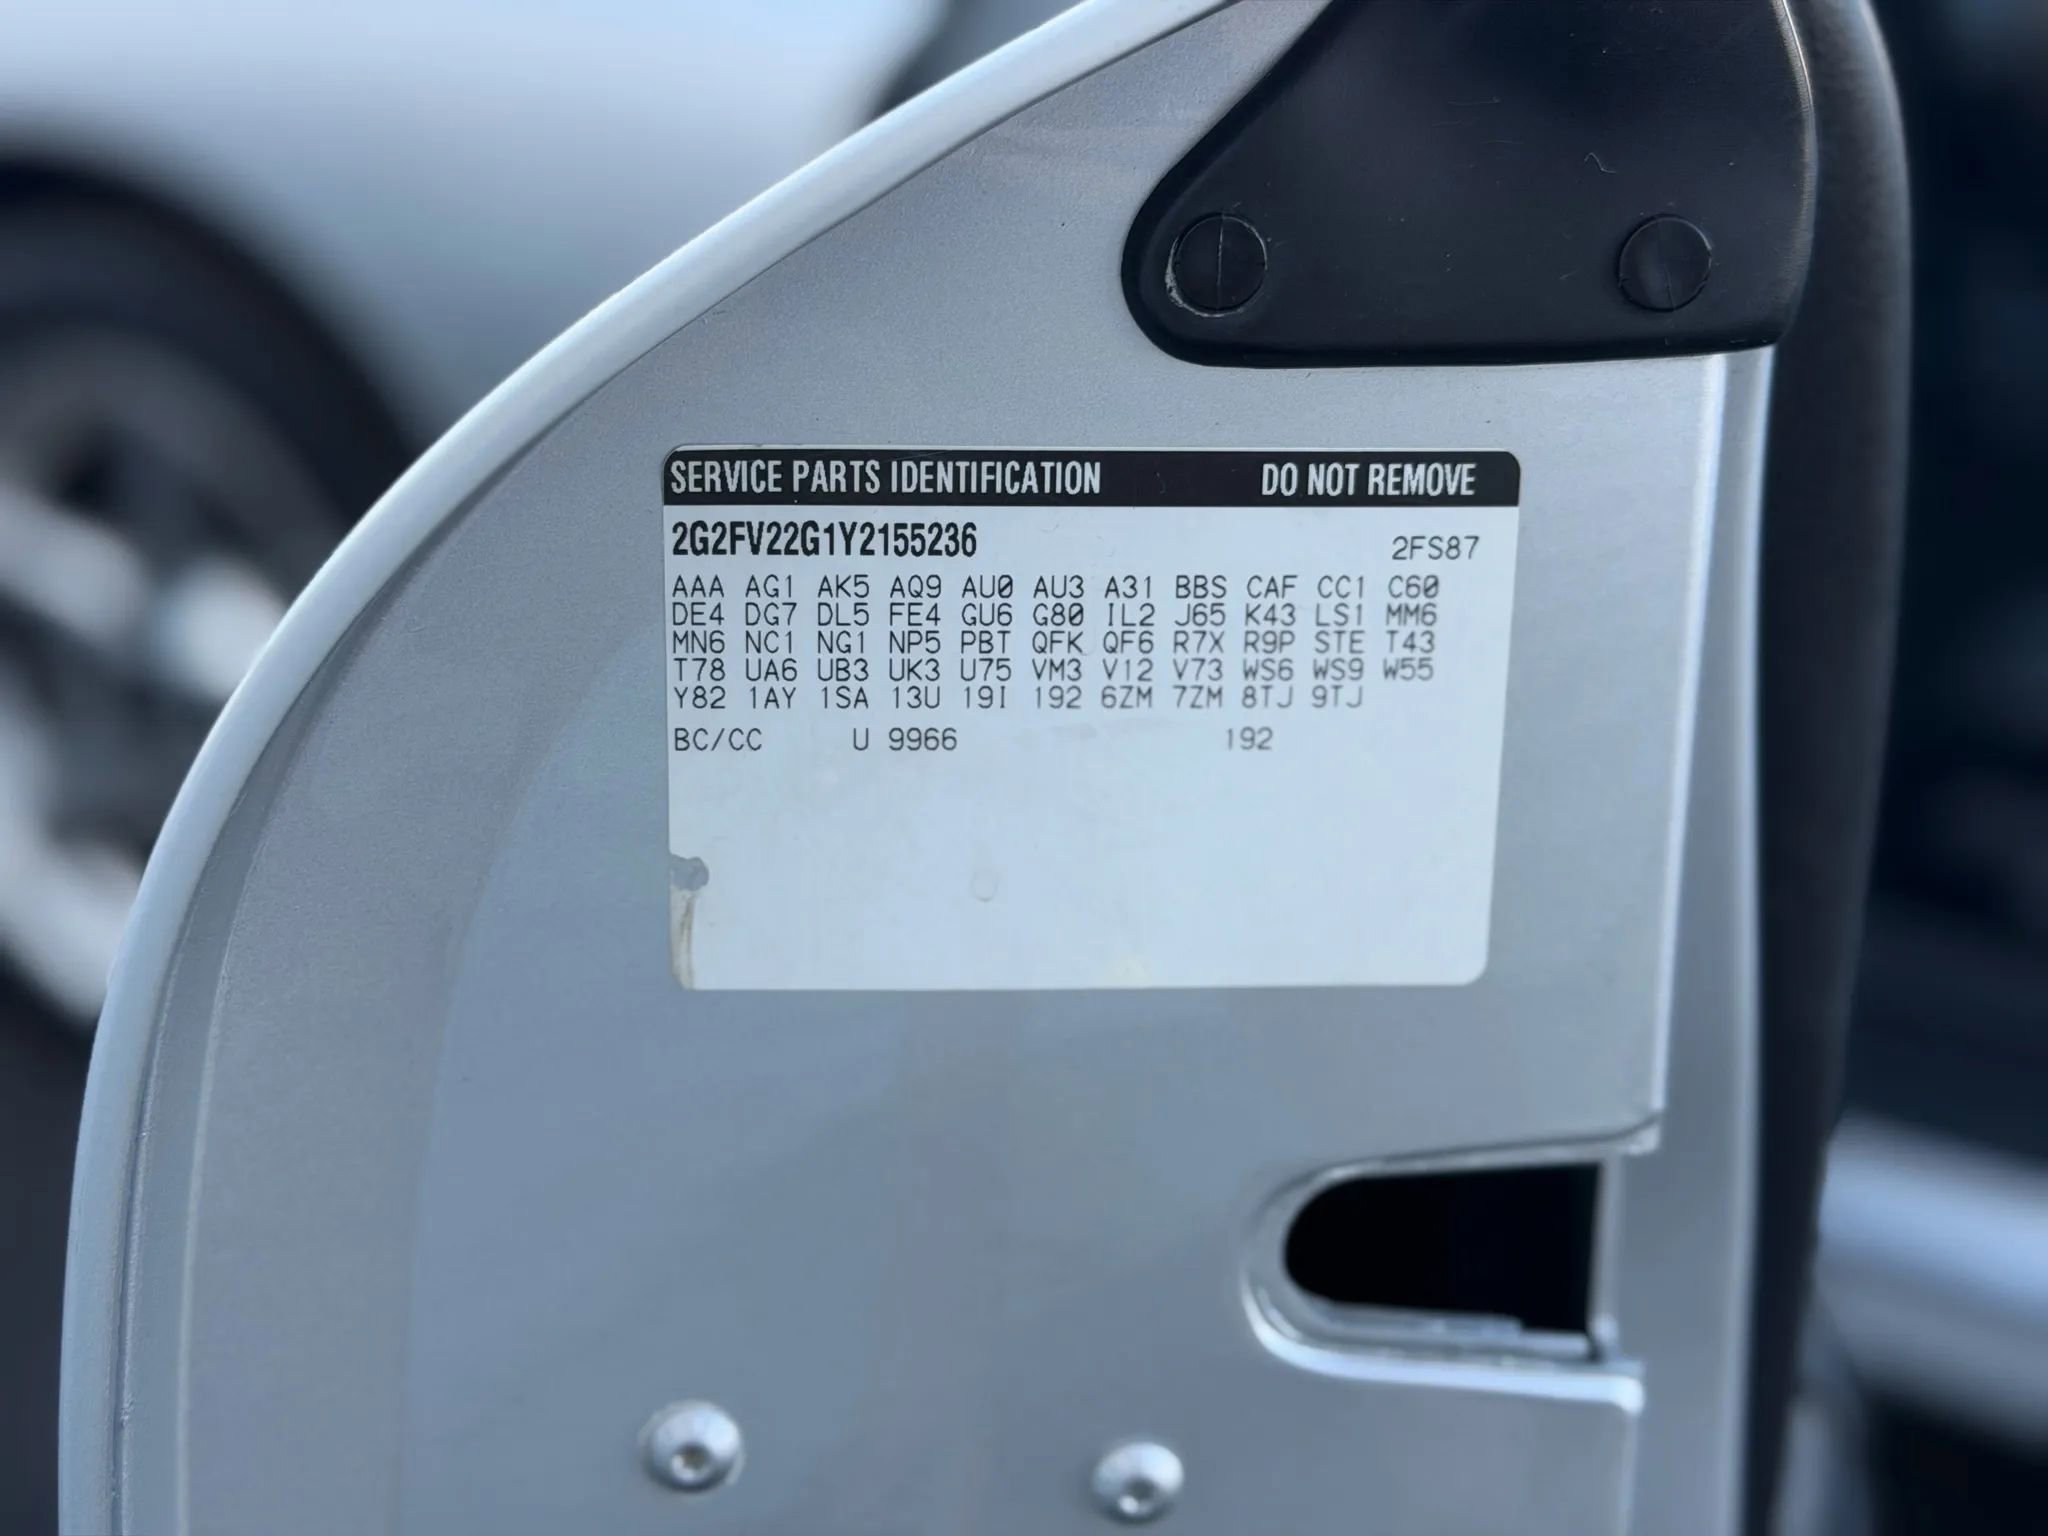 SERVICE PARTS IDENTIFICATION DO NOT REMOVE
2G2FV22G1Y2155236 2FS87
AAA AG1 AK5 AQ9 AU0 AU3 A31 BBS CAF CC1 C60
DE4 DG7 DL5 FE4 GU6 G80 IL2 J65 K43 LS1 MM6
MN6 NC1 NG1 NP5 PBT QFK QF6 R7X R9P STE T43
T78 UA6 UB3 UK3 U75 VM3 V12 V73 WS6 WS9 W55
Y82 1AY 1SA 13U 19I 192 6ZM 7ZM 8TJ 9TJ
BC/CC U 9966 192